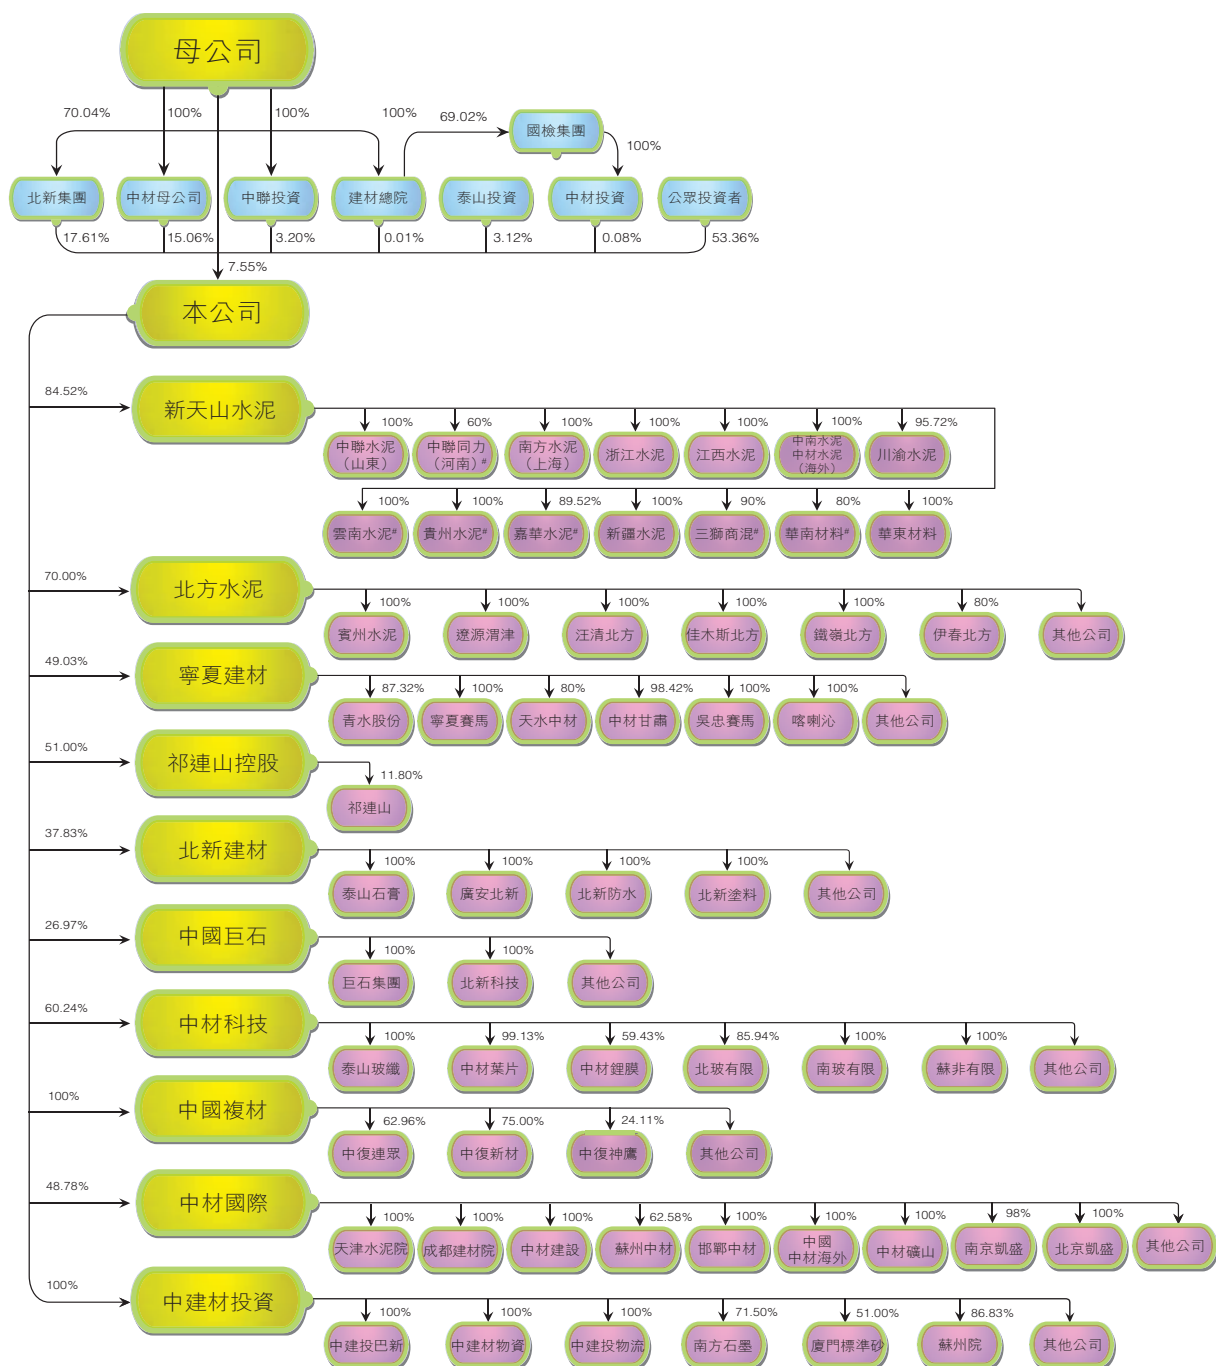 母公司
70.04%
100%
100%
100%
69.02%
國檢集團
100%
北新集團
中材母公司
中聯投資
建材總院
泰山投資
中材投資
公眾投資者
17.61%
15.06%
3.20%
0.01%
3.12%
0.08%
53.36%
7.55%
本公司
84.52%
新天山水泥
100%
60%
100%
100%
100%
100%
95.72%
中聯水泥
（山東）
中聯同力
（河南）#
南方水泥
（上海）
浙江水泥
江西水泥
中南水泥
中材水泥
（海外）
川渝水泥
100%
100%
89.52%
100%
90%
80%
100%
雲南水泥#
貴州水泥#
嘉華水泥#
新疆水泥
三獅商混#
華南材料#
華東材料
70.00%
北方水泥
100%
100%
100%
100%
100%
80%
賓州水泥
遼源渭津
汪清北方
佳木斯北方
鐵嶺北方
伊春北方
其他公司
49.03%
寧夏建材
87.32%
100%
80%
98.42%
100%
100%
青水股份
寧夏賽馬
天水中材
中材甘肅
吳忠賽馬
喀喇沁
其他公司
51.00%
祁連山控股
11.80%
祁連山
37.83%
北新建材
100%
100%
100%
100%
泰山石膏
廣安北新
北新防水
北新塗料
其他公司
26.97%
中國巨石
100%
100%
巨石集團
北新科技
其他公司
60.24%
中材科技
100%
99.13%
59.43%
85.94%
100%
100%
泰山玻纖
中材葉片
中材鋰膜
北玻有限
南玻有限
蘇非有限
其他公司
100%
中國複材
62.96%
75.00%
24.11%
中復連眾
中復新材
中復神鷹
其他公司
48.78%
中材國際
100%
100%
100%
62.58%
100%
100%
100%
98%
100%
天津水泥院
成都建材院
中材建設
蘇州中材
邯鄲中材
中國
中材海外
中材礦山
南京凱盛
北京凱盛
其他公司
100%
中建材投資
100%
100%
100%
71.50%
51.00%
86.83%
中建投巴新
中建材物資
中建投物流
南方石墨
廈門標準砂
蘇州院
其他公司